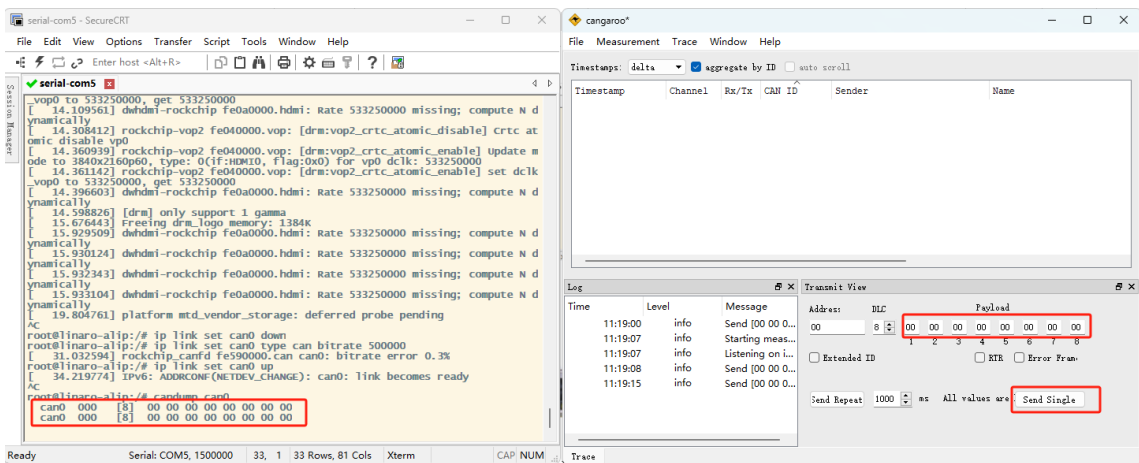 serial-com5 - SecureCRT
File Edit View Options Transfer Script Tools Window Help
Enter host <Alt+R>
serial-com5
Session Manager
_vop0 to 533250000, get 533250000
[ 14.109561] dwhdmi-rockchip fe0a0000.hdmi: Rate 533250000 missing; compute N d
ynamically
[ 14.308412] rockchip-vop2 fe040000.vop: [drm:vop2_crtc_atomic_disable] Crtc at
omic disable vp0
[ 14.360939] rockchip-vop2 fe040000.vop: [drm:vop2_crtc_atomic_enable] Update m
ode to 3840x2160p60, type: 0(if:HDMI0, flag:0x0) for vp0 dclk: 533250000
[ 14.361142] rockchip-vop2 fe040000.vop: [drm:vop2_crtc_atomic_enable] set dclk
_vop0 to 533250000, get 533250000
[ 14.396603] dwhdmi-rockchip fe0a0000.hdmi: Rate 533250000 missing; compute N d
ynamically
[ 14.598826] [drm] only support 1 gamma
[ 15.676443] Freeing drm_logo memory: 1384K
[ 15.929509] dwhdmi-rockchip fe0a0000.hdmi: Rate 533250000 missing; compute N d
ynamically
[ 15.930124] dwhdmi-rockchip fe0a0000.hdmi: Rate 533250000 missing; compute N d
ynamically
[ 15.932343] dwhdmi-rockchip fe0a0000.hdmi: Rate 533250000 missing; compute N d
ynamically
[ 15.933104] dwhdmi-rockchip fe0a0000.hdmi: Rate 533250000 missing; compute N d
ynamically
[ 19.804761] platform mtd_vendor_storage: deferred probe pending
^C
root@linaro-alip:/# ip link set can0 down
root@linaro-alip:/# ip link set can0 type can bitrate 500000
[ 31.032594] rockchip_canfd fe590000.can can0: bitrate error 0.3%
root@linaro-alip:/# ip link set can0 up
[ 34.219774] IPv6: ADDRCONF(NETDEV_CHANGE): can0: link becomes ready
^C
root@linaro-alip:/# candump can0
can0 000 [8] 00 00 00 00 00 00 00 00
can0 000 [8] 00 00 00 00 00 00 00 00
Ready Serial: COM5, 1500000 33, 1 33 Rows, 81 Cols Xterm CAP NUM
cangaroo*
File Measurement Trace Window Help
Timestamps: delta aggregate by ID auto scroll
Timestamp Channel Rx/Tx CAN ID Sender Name
Log
Time Level Message
11:19:00 info Send [00 00 0...
11:19:07 info Starting meas...
11:19:07 info Listening on i...
11:19:08 info Send [00 00 0...
11:19:15 info Send [00 00 0...
Transmit View
Address: DLC Payload
00 8 00 00 00 00 00 00 00 00
1 2 3 4 5 6 7 8
Extended ID RTR Error Fram
Send Repeat 1000 ms All values are Send Single
Trace